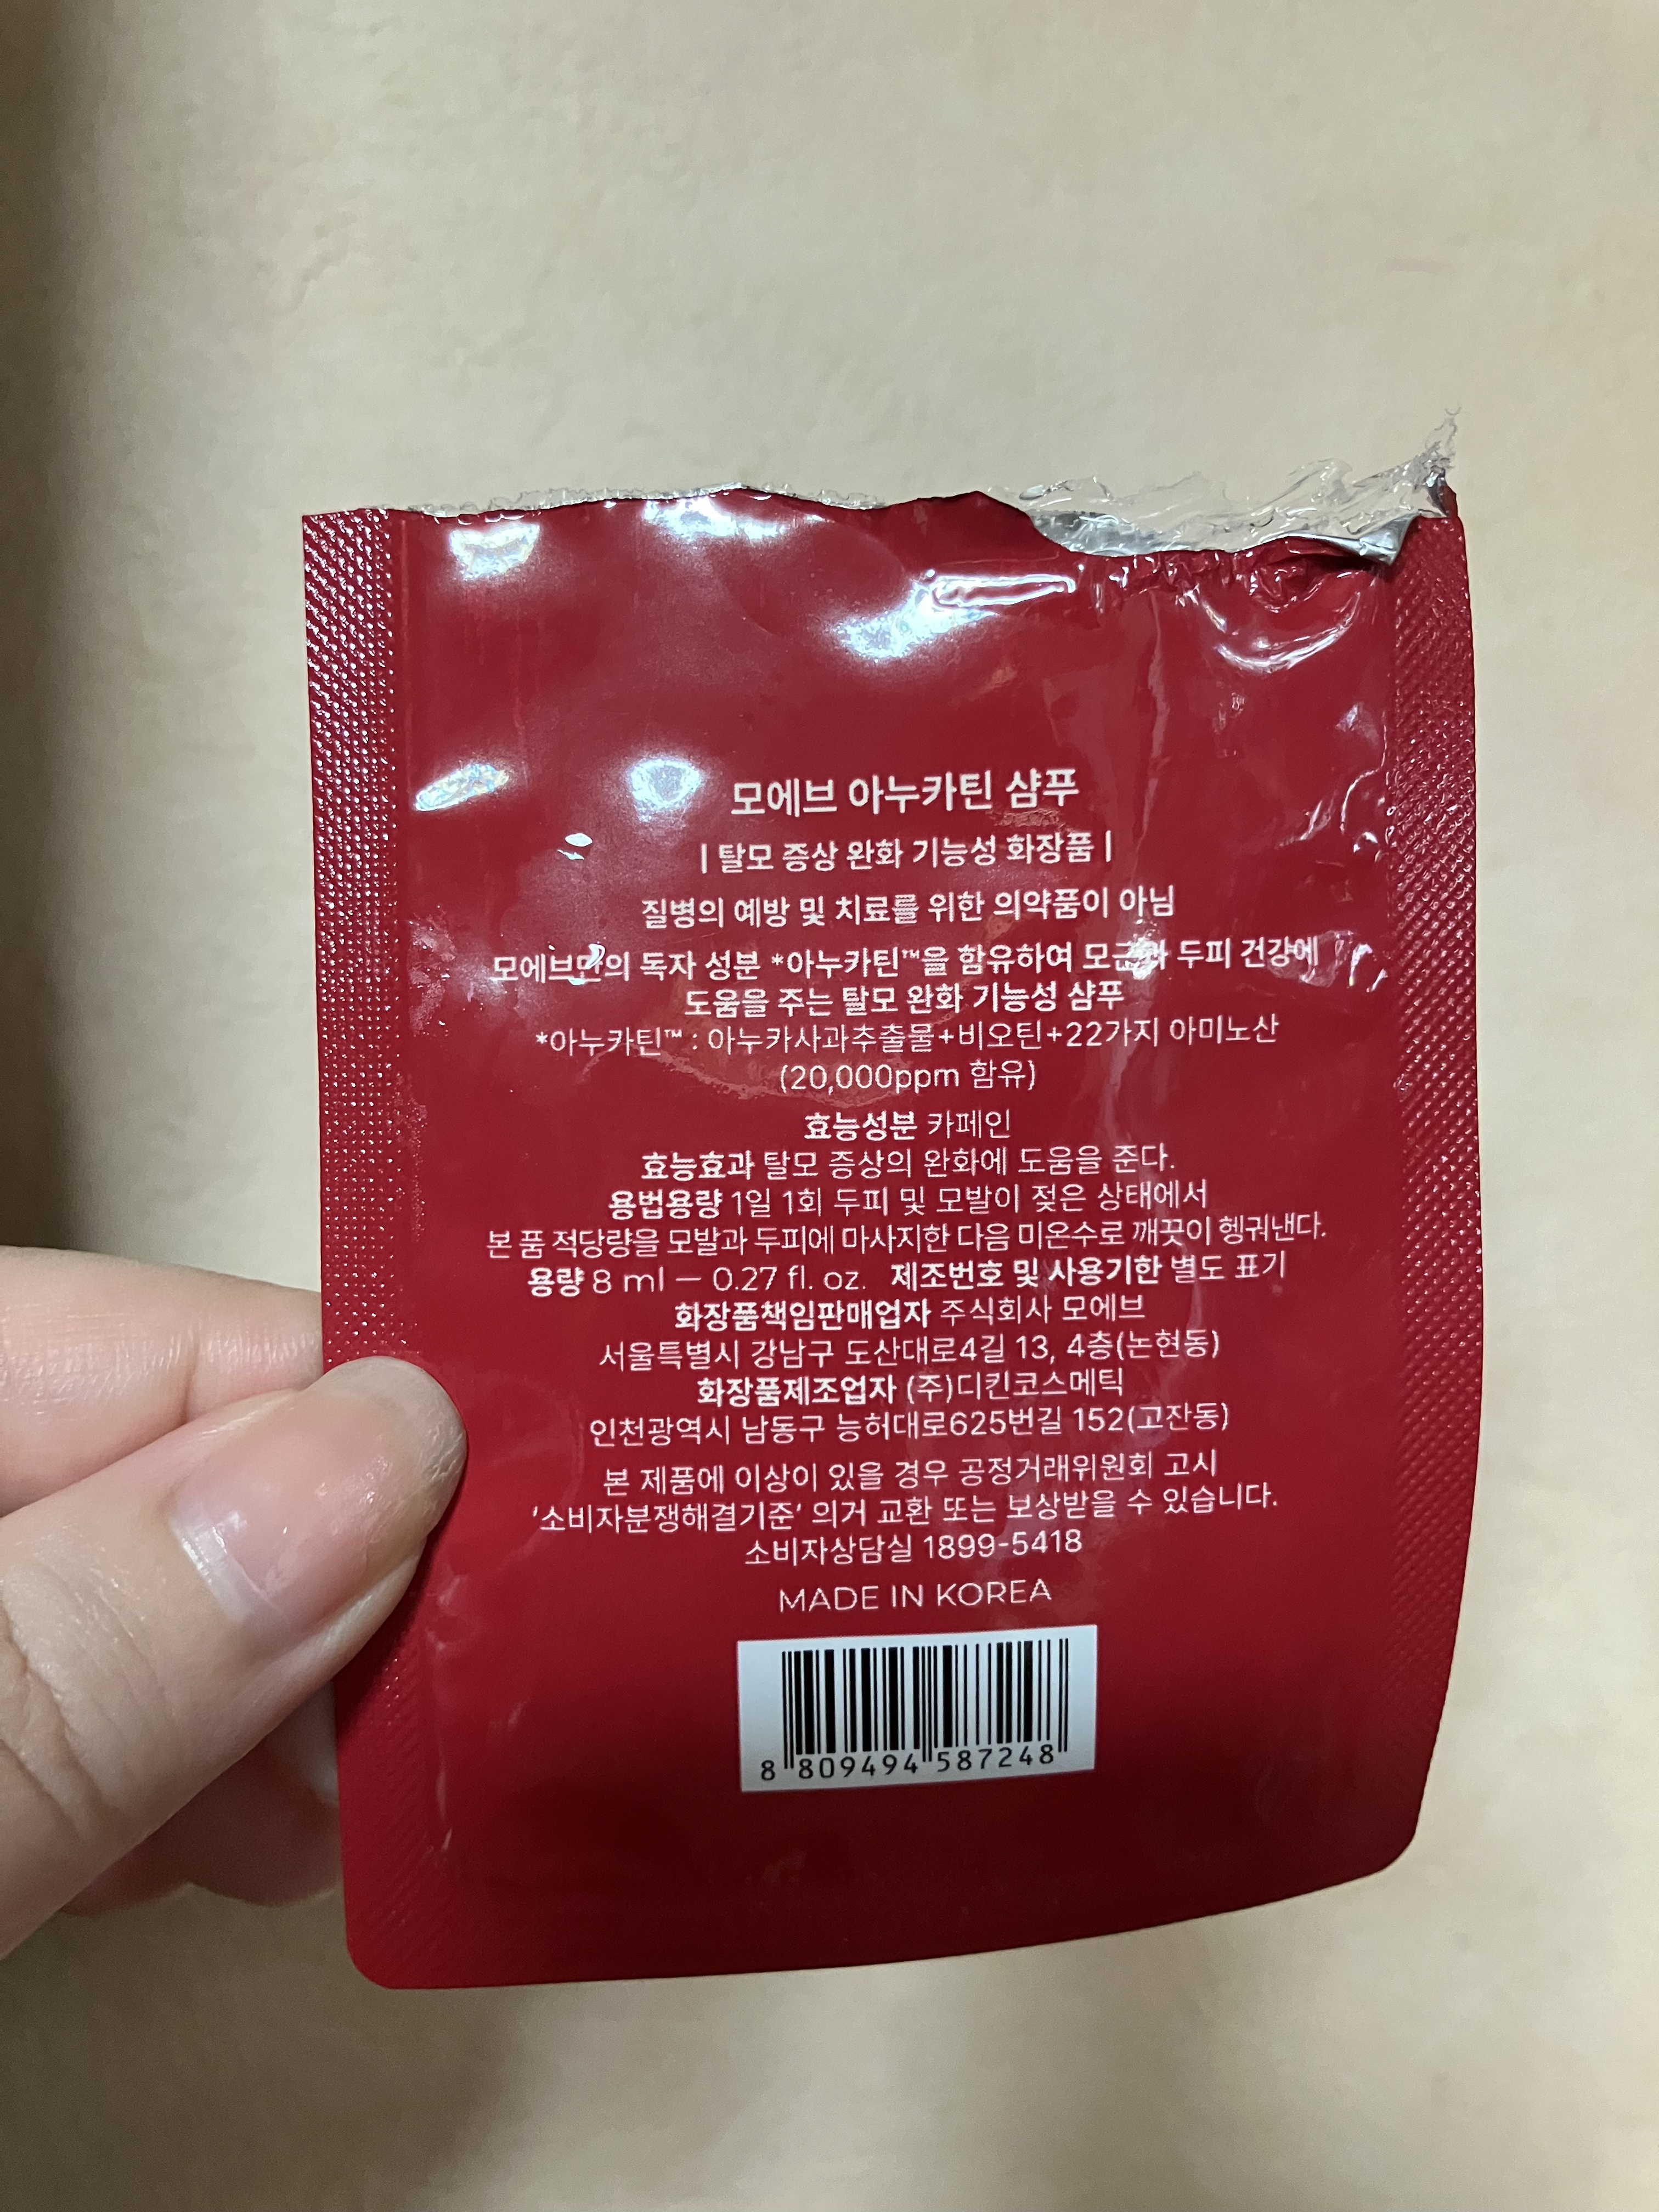 모에브 아누카틴 샴푸
| 탈모 증상 완화 기능성 화장품 |
질병의 예방 및 치료를 위한 의약품이 아님
모에브만의 독자 성분 *아누카틴™을 함유하여 모근과 두피 건강에
도움을 주는 탈모 완화 기능성 샴푸
*아누카틴™ : 아누카사과추출물+비오틴+22가지 아미노산
(20,000ppm 함유)
효능성분 카페인
효능효과 탈모 증상의 완화에 도움을 준다.
용법용량 1일 1회 두피 및 모발이 젖은 상태에서
본 품 적당량을 모발과 두피에 마사지한 다음 미온수로 깨끗이 헹궈낸다.
용량 8 ml — 0.27 fl. oz. 제조번호 및 사용기한 별도 표기
화장품책임판매업자 주식회사 모에브
서울특별시 강남구 도산대로4길 13, 4층(논현동)
화장품제조업자 (주)디킨코스메틱
인천광역시 남동구 능허대로625번길 152(고잔동)
본 제품에 이상이 있을 경우 공정거래위원회 고시
'소비자분쟁해결기준' 의거 교환 또는 보상받을 수 있습니다.
소비자상담실 1899-5418
MADE IN KOREA
8 809494 587248